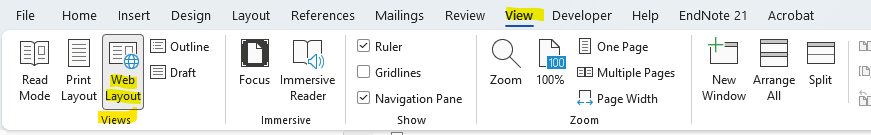 File Home Insert Design Layout References Mailings Review View Developer Help EndNote 21 Acrobat
Read Mode
Print Layout
Web Layout
Outline
Draft
Views
Focus
Immersive Reader
Immersive
Ruler
Gridlines
Navigation Pane
Show
Zoom
100
100%
One Page
Multiple Pages
Page Width
Zoom
New Window
Arrange All
Split